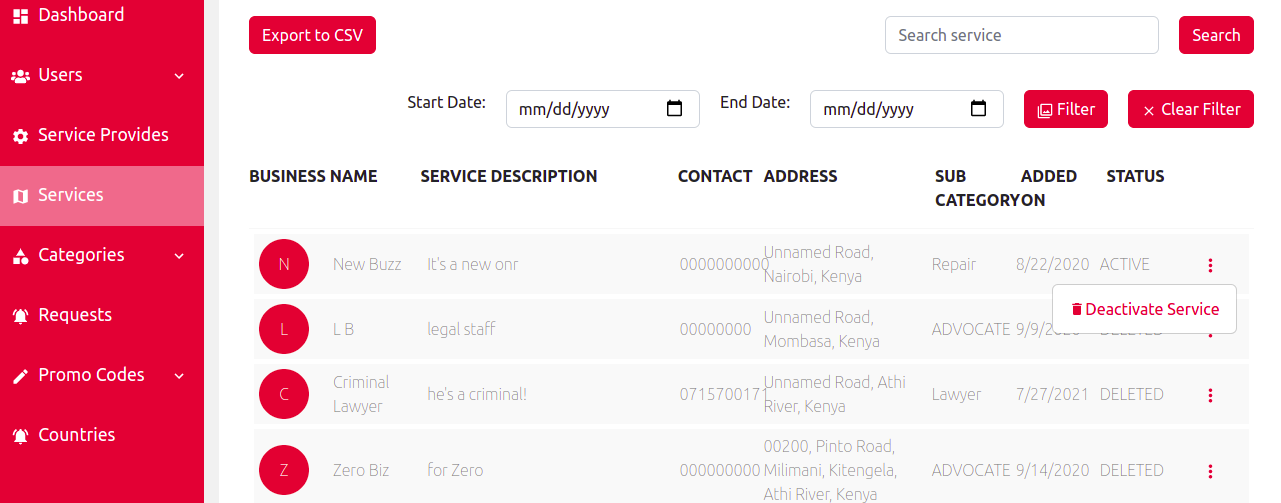 Dashboard
Users
Service Provides
Services
Categories
Requests
Promo Codes
Countries
Export to CSV
Search service
Search
Start Date:
mm/dd/yyyy
End Date:
mm/dd/yyyy
Filter
Clear Filter
BUSINESS NAME
SERVICE DESCRIPTION
CONTACT
ADDRESS
SUB
CATEGORY
ADDED
ON
STATUS
N
New Buzz
It's a new onr
0000000000
Unnamed Road,
Nairobi, Kenya
Repair
8/22/2020
ACTIVE
Deactivate Service
L
L B
legal staff
00000000
Unnamed Road,
Mombasa, Kenya
ADVOCATE
9/9/2020
DELETED
C
Criminal
Lawyer
he's a criminal!
0715700171
Unnamed Road, Athi
River, Kenya
Lawyer
7/27/2021
DELETED
Z
Zero Biz
for Zero
000000000
00200, Pinto Road,
Milimani, Kitengela,
Athi River, Kenya
ADVOCATE
9/14/2020
DELETED